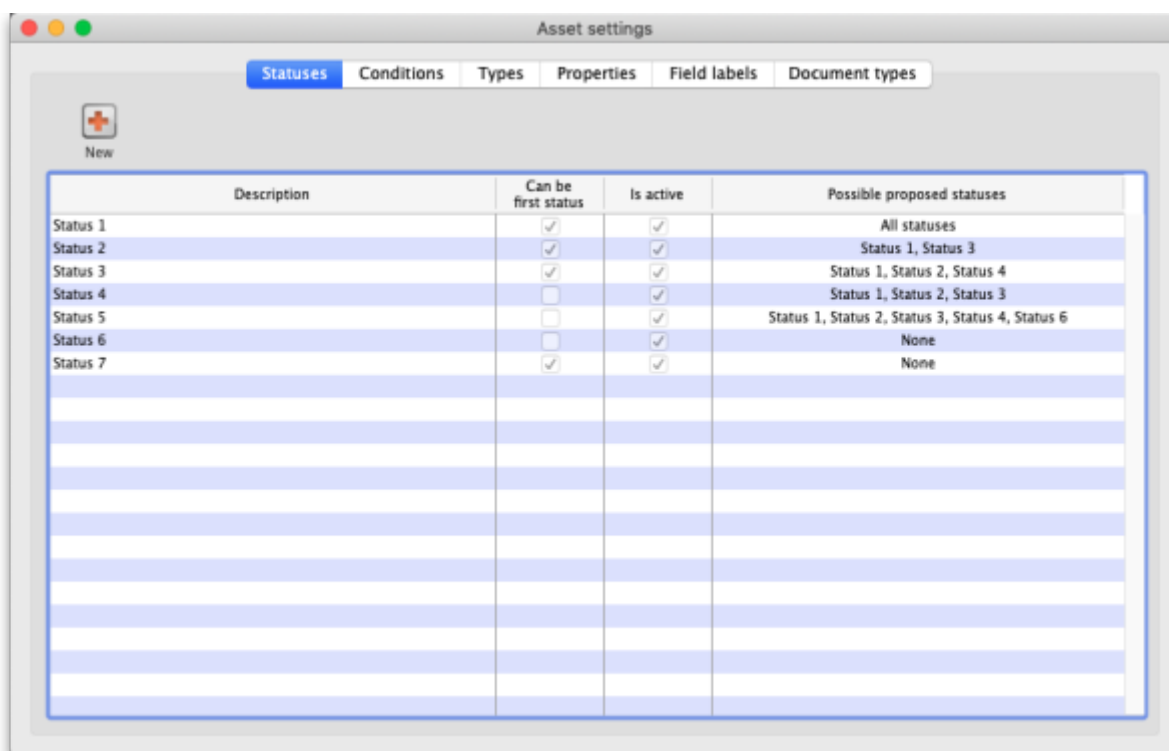 Asset settings
Statuses Conditions Types Properties Field labels Document types
New
Description Can be first status Is active Possible proposed statuses
Status 1 All statuses
Status 2 Status 1, Status 3
Status 3 Status 1, Status 2, Status 4
Status 4 Status 1, Status 2, Status 3
Status 5 Status 1, Status 2, Status 3, Status 4, Status 6
Status 6 None
Status 7 None